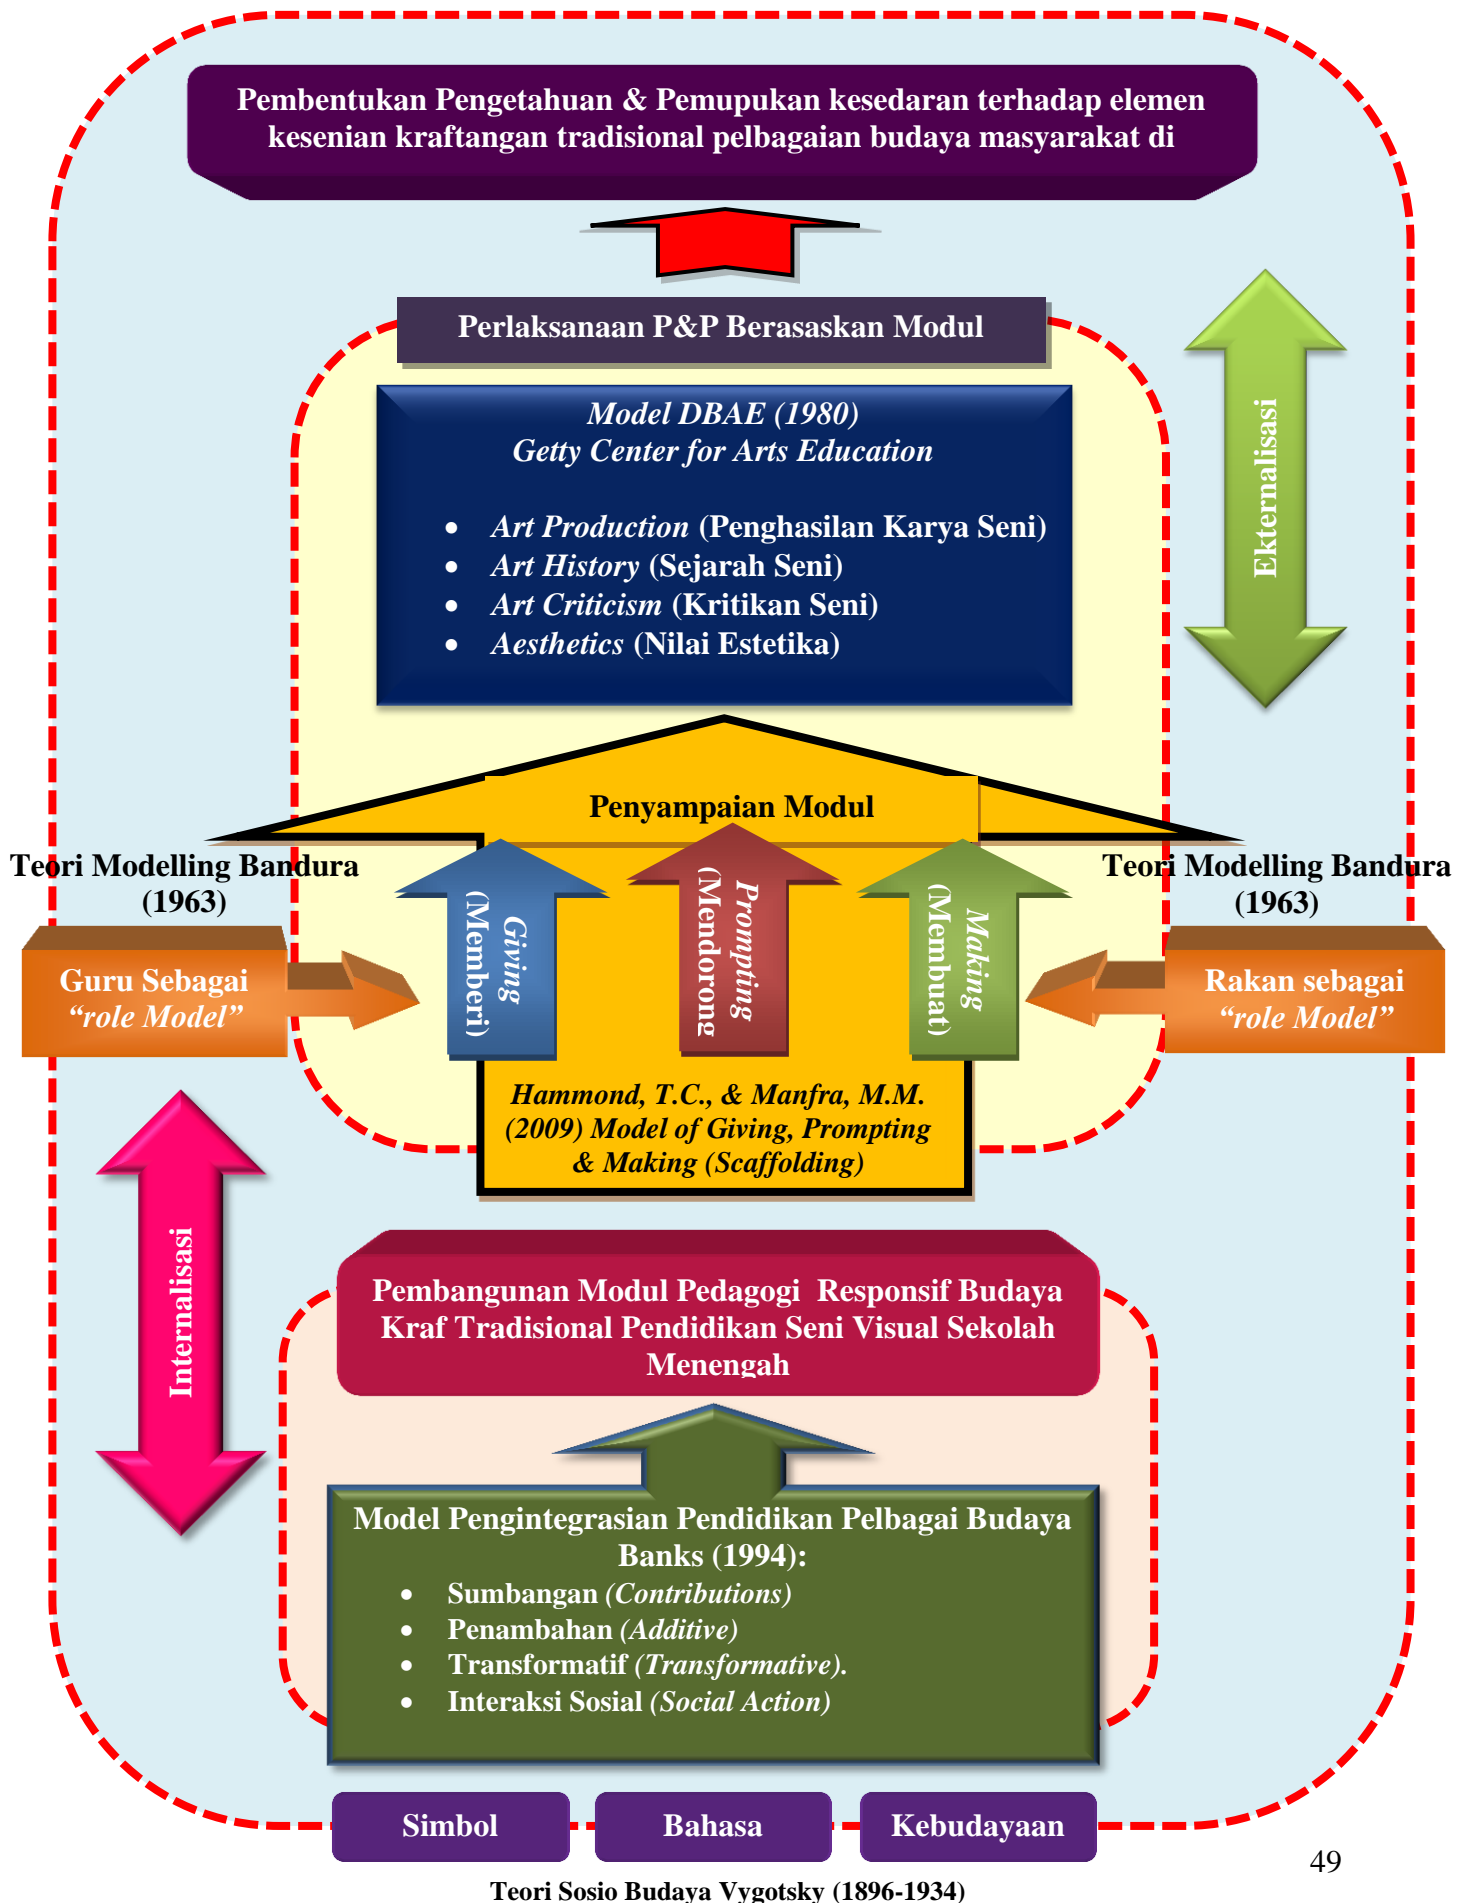 Pembentukan Pengetahuan & Pemupukan kesedaran terhadap elemen
kesenian kraftangan tradisional pelbagaian budaya masyarakat di
Perlaksanaan P&P Berasaskan Modul
Model DBAE (1980)
Getty Center for Arts Education
• Art Production (Penghasilan Karya Seni)
• Art History (Sejarah Seni)
• Art Criticism (Kritikan Seni)
• Aesthetics (Nilai Estetika)
Ekternalisasi
Penyampaian Modul
Teori Modelling Bandura
(1963)
Teori Modelling Bandura
(1963)
Guru Sebagai
“role Model”
Giving
(Memberi)
Prompting
(Mendorong
Making
(Membuat)
Rakan sebagai
“role Model”
Hammond, T.C., & Manfra, M.M.
(2009) Model of Giving, Prompting
& Making (Scaffolding)
Internalisasi
Pembangunan Modul Pedagogi  Responsif Budaya
Kraf Tradisional Pendidikan Seni Visual Sekolah
Menengah
Model Pengintegrasian Pendidikan Pelbagai Budaya
Banks (1994):
• Sumbangan (Contributions)
• Penambahan (Additive)
• Transformatif (Transformative).
• Interaksi Sosial (Social Action)
Simbol
Bahasa
Kebudayaan
49
Teori Sosio Budaya Vygotsky (1896-1934)